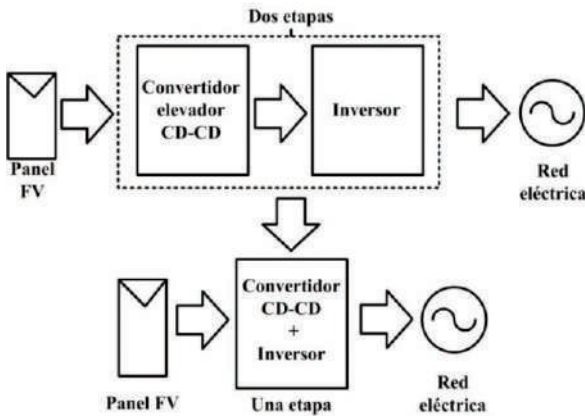 Dos etapas
Convertidor
elevador
CD-CD
Inversor
Panel
FV
Red
eléctrica
Convertidor
CD-CD
+
Inversor
Panel FV
Una etapa
Red
eléctrica